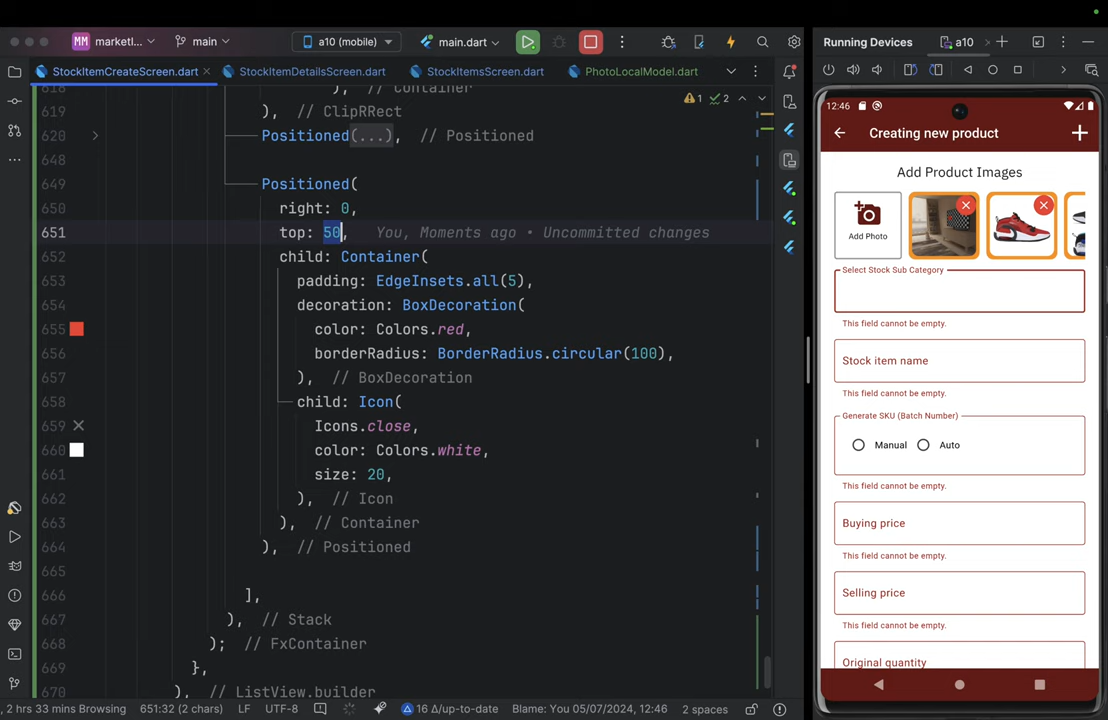 M marketl...
main
a10 (mobile)
main.dart
Running Devices
a10
StockItemCreateScreen.dart
StockItemDetailsScreen.dart
StockItemsScreen.dart
PhotoLocalModel.dart
618 ), // Container
619 ), // ClipRRect
620 Positioned(...), // Positioned
648
649 Positioned(
650 right: 0,
651 top: 50, You, Moments ago • Uncommitted changes
652 child: Container(
653 padding: EdgeInsets.all(5),
654 decoration: BoxDecoration(
655 color: Colors.red,
656 borderRadius: BorderRadius.circular(100),
657 ), // BoxDecoration
658 child: Icon(
659 Icons.close,
660 color: Colors.white,
661 size: 20,
662 ), // Icon
663 ), // Container
664 ), // Positioned
665
666 ],
667 ), // Stack
668 ); // FxContainer
669 },
670 ), // ListView.builder
1 2
, 2 hrs 33 mins Browsing 651:32 (2 chars) LF UTF-8 16 Δ/up-to-date Blame: You 05/07/2024, 12:46 2 spaces
12:46
Creating new product
Add Product Images
Add Photo
Select Stock Sub Category
This field cannot be empty.
Stock item name
This field cannot be empty.
Generate SKU (Batch Number)
Manual Auto
This field cannot be empty.
Buying price
This field cannot be empty.
Selling price
This field cannot be empty.
Original quantity